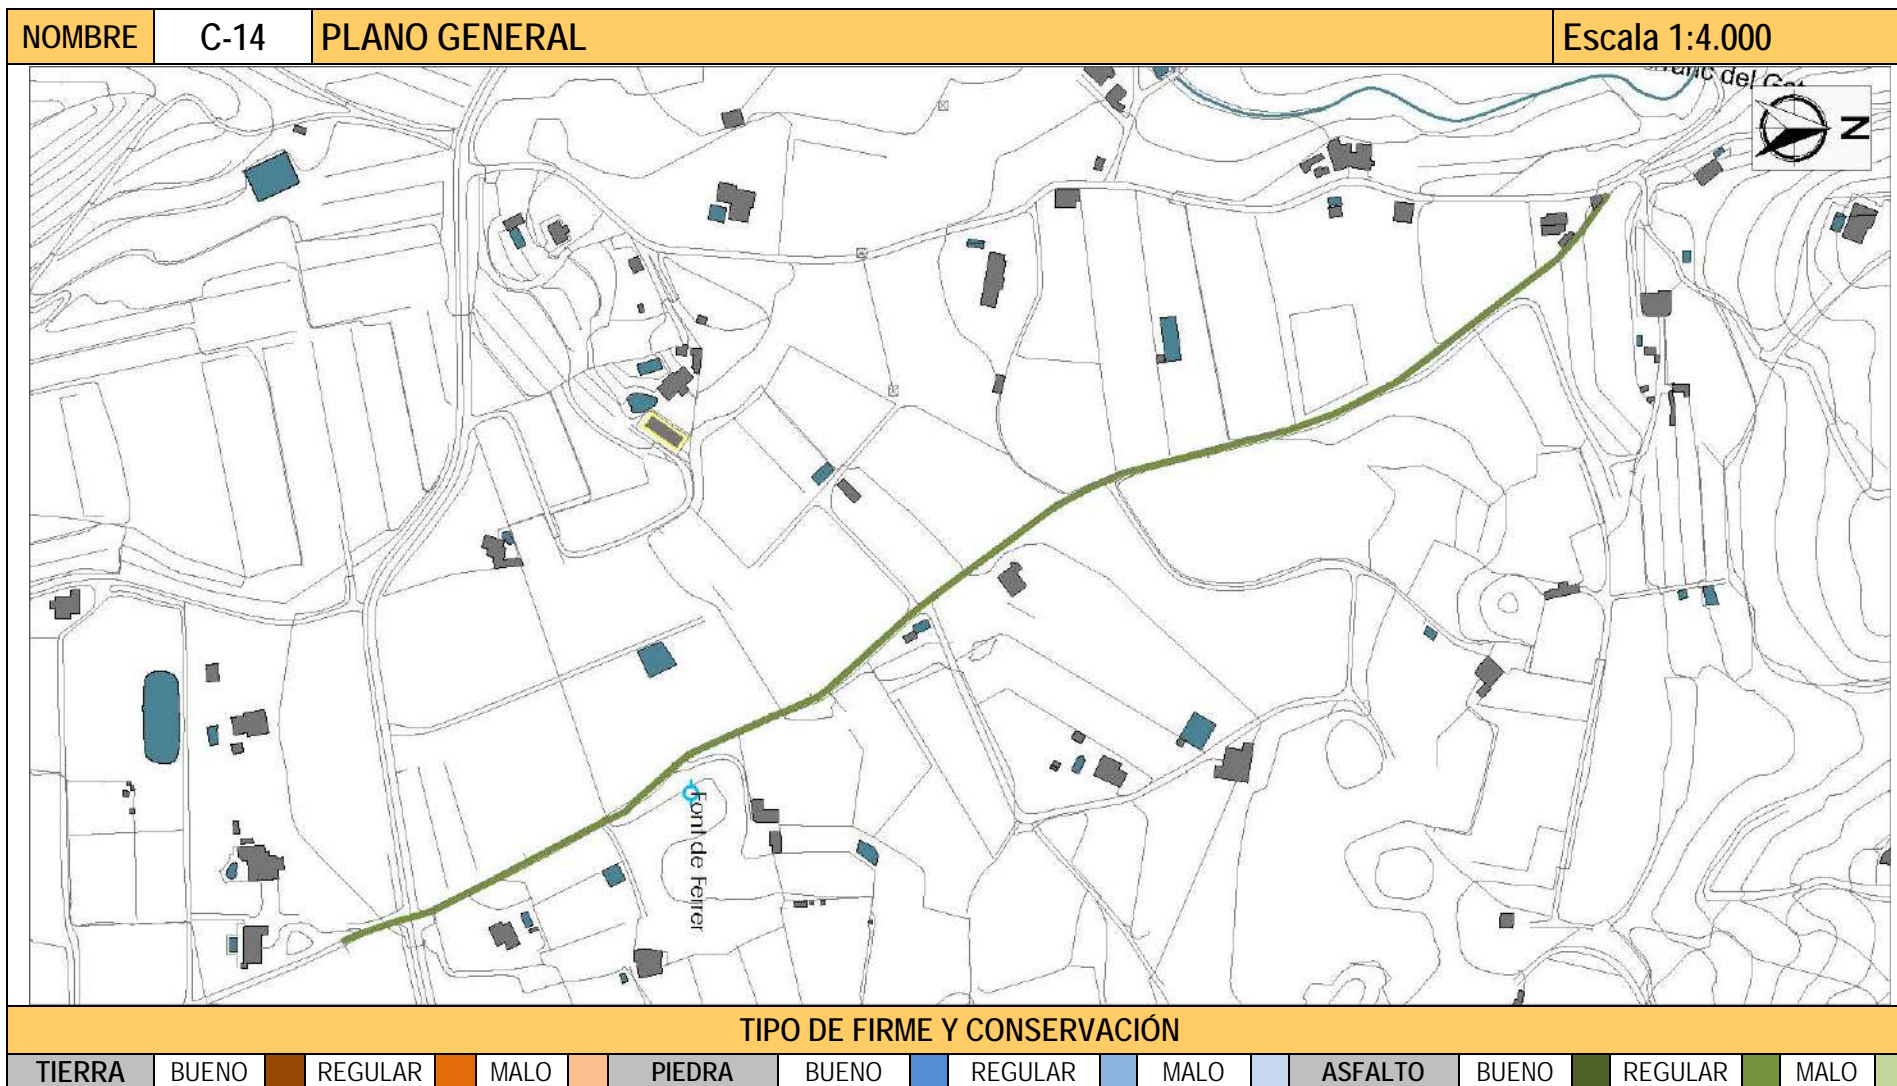 NOMBRE C-14 PLANO GENERAL Escala 1:4.000
del
N
Font de Ferrer
TIPO DE FIRME Y CONSERVACIÓN
TIERRA BUENO REGULAR MALO PIEDRA BUENO REGULAR MALO ASFALTO BUENO REGULAR MALO